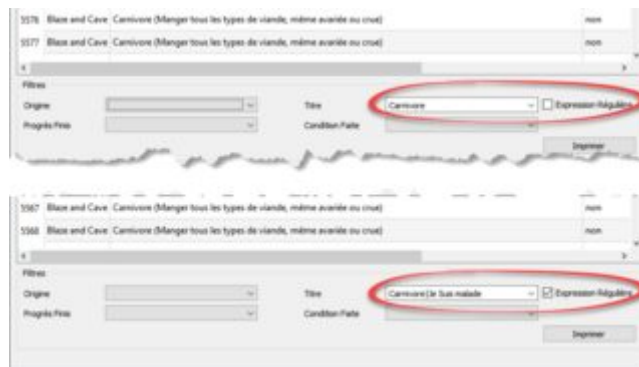 5576 Blaze and Cave Carnivore (Manger tous les types de viande, même avariée ou crue) non
5577 Blaze and Cave Carnivore (Manger tous les types de viande, même avariée ou crue) non
Filtres
Origine Titre Carnivore Expression Régulière
Progrès Finis Condition Faite
Imprimer
5567 Blaze and Cave Carnivore (Manger tous les types de viande, même avariée ou crue) non
5568 Blaze and Cave Carnivore (Manger tous les types de viande, même avariée ou crue) non
Filtres
Origine Titre Carnivore|Je Suis malade Expression Régulière
Progrès Finis Condition Faite
Imprimer